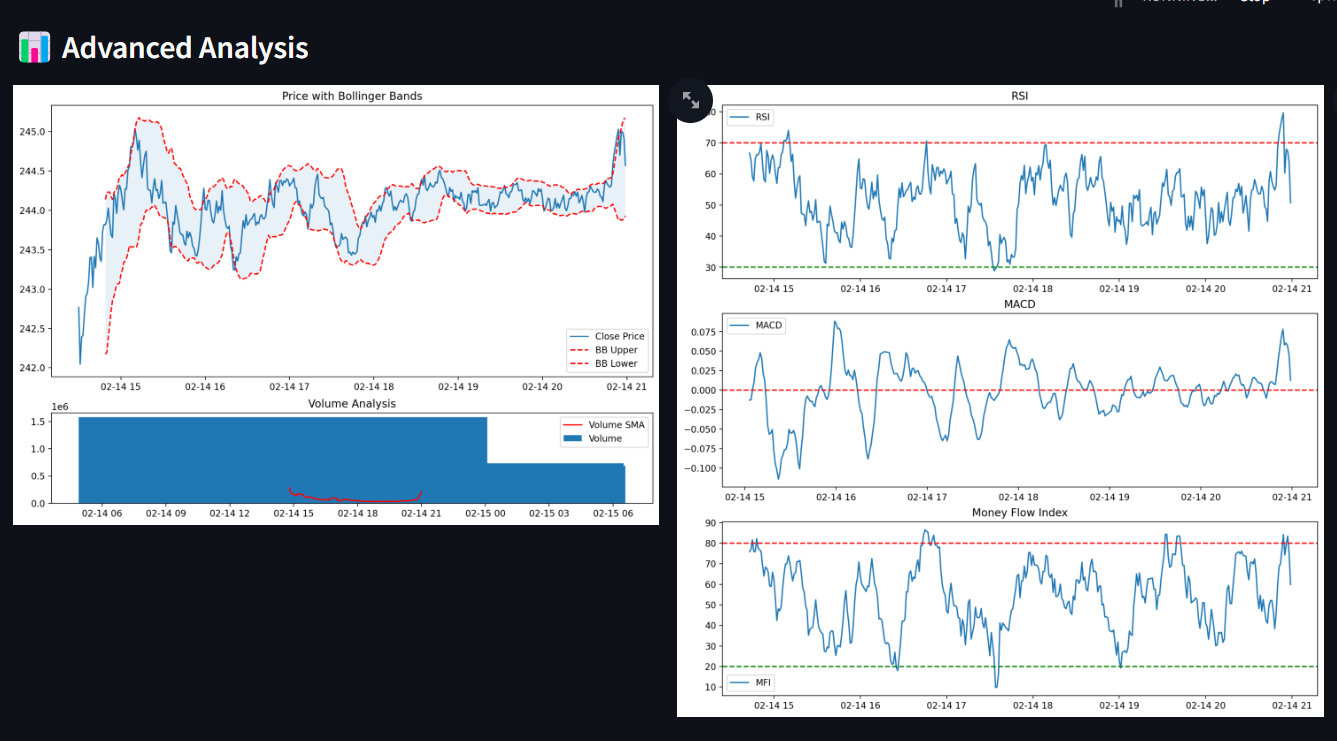 Stop
Advanced Analysis
Price with Bollinger Bands
245.0
244.5
244.0
243.5
243.0
242.5
242.0
Close Price
BB Upper
BB Lower
02-14 15 02-14 16 02-14 17 02-14 18 02-14 19 02-14 20 02-14 21
Volume Analysis
1e6
1.5
1.0
0.5
0.0
Volume SMA
Volume
02-14 06 02-14 09 02-14 12 02-14 15 02-14 18 02-14 21 02-15 00 02-15 03 02-15 06
RSI
RSI
70
60
50
40
30
02-14 15 02-14 16 02-14 17 02-14 18 02-14 19 02-14 20 02-14 21
MACD
MACD
0.075
0.050
0.025
0.000
−0.025
−0.050
−0.075
−0.100
02-14 15 02-14 16 02-14 17 02-14 18 02-14 19 02-14 20 02-14 21
Money Flow Index
90
80
70
60
50
40
30
20
10
MFI
02-14 15 02-14 16 02-14 17 02-14 18 02-14 19 02-14 20 02-14 21